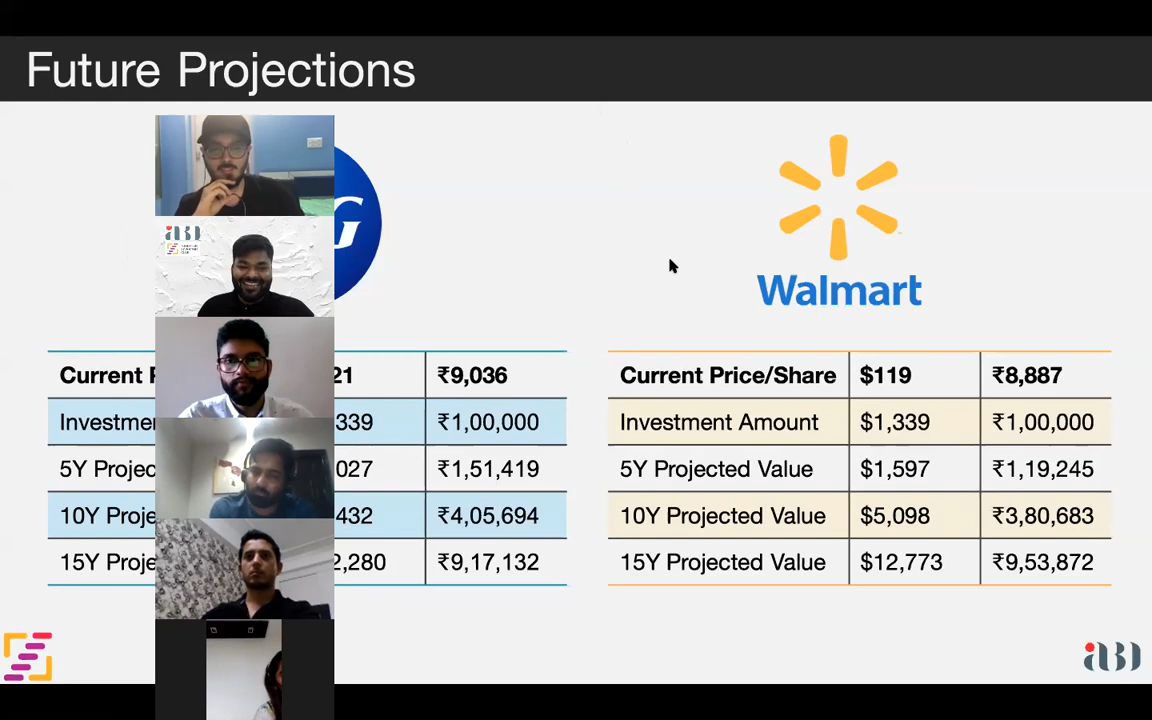 Future Projections
G
Walmart
Current P 21 ₹9,036
Investmen 339 ₹1,00,000
5Y Projec 027 ₹1,51,419
10Y Proje 432 ₹4,05,694
15Y Proje 2,280 ₹9,17,132
Current Price/Share $119 ₹8,887
Investment Amount $1,339 ₹1,00,000
5Y Projected Value $1,597 ₹1,19,245
10Y Projected Value $5,098 ₹3,80,683
15Y Projected Value $12,773 ₹9,53,872